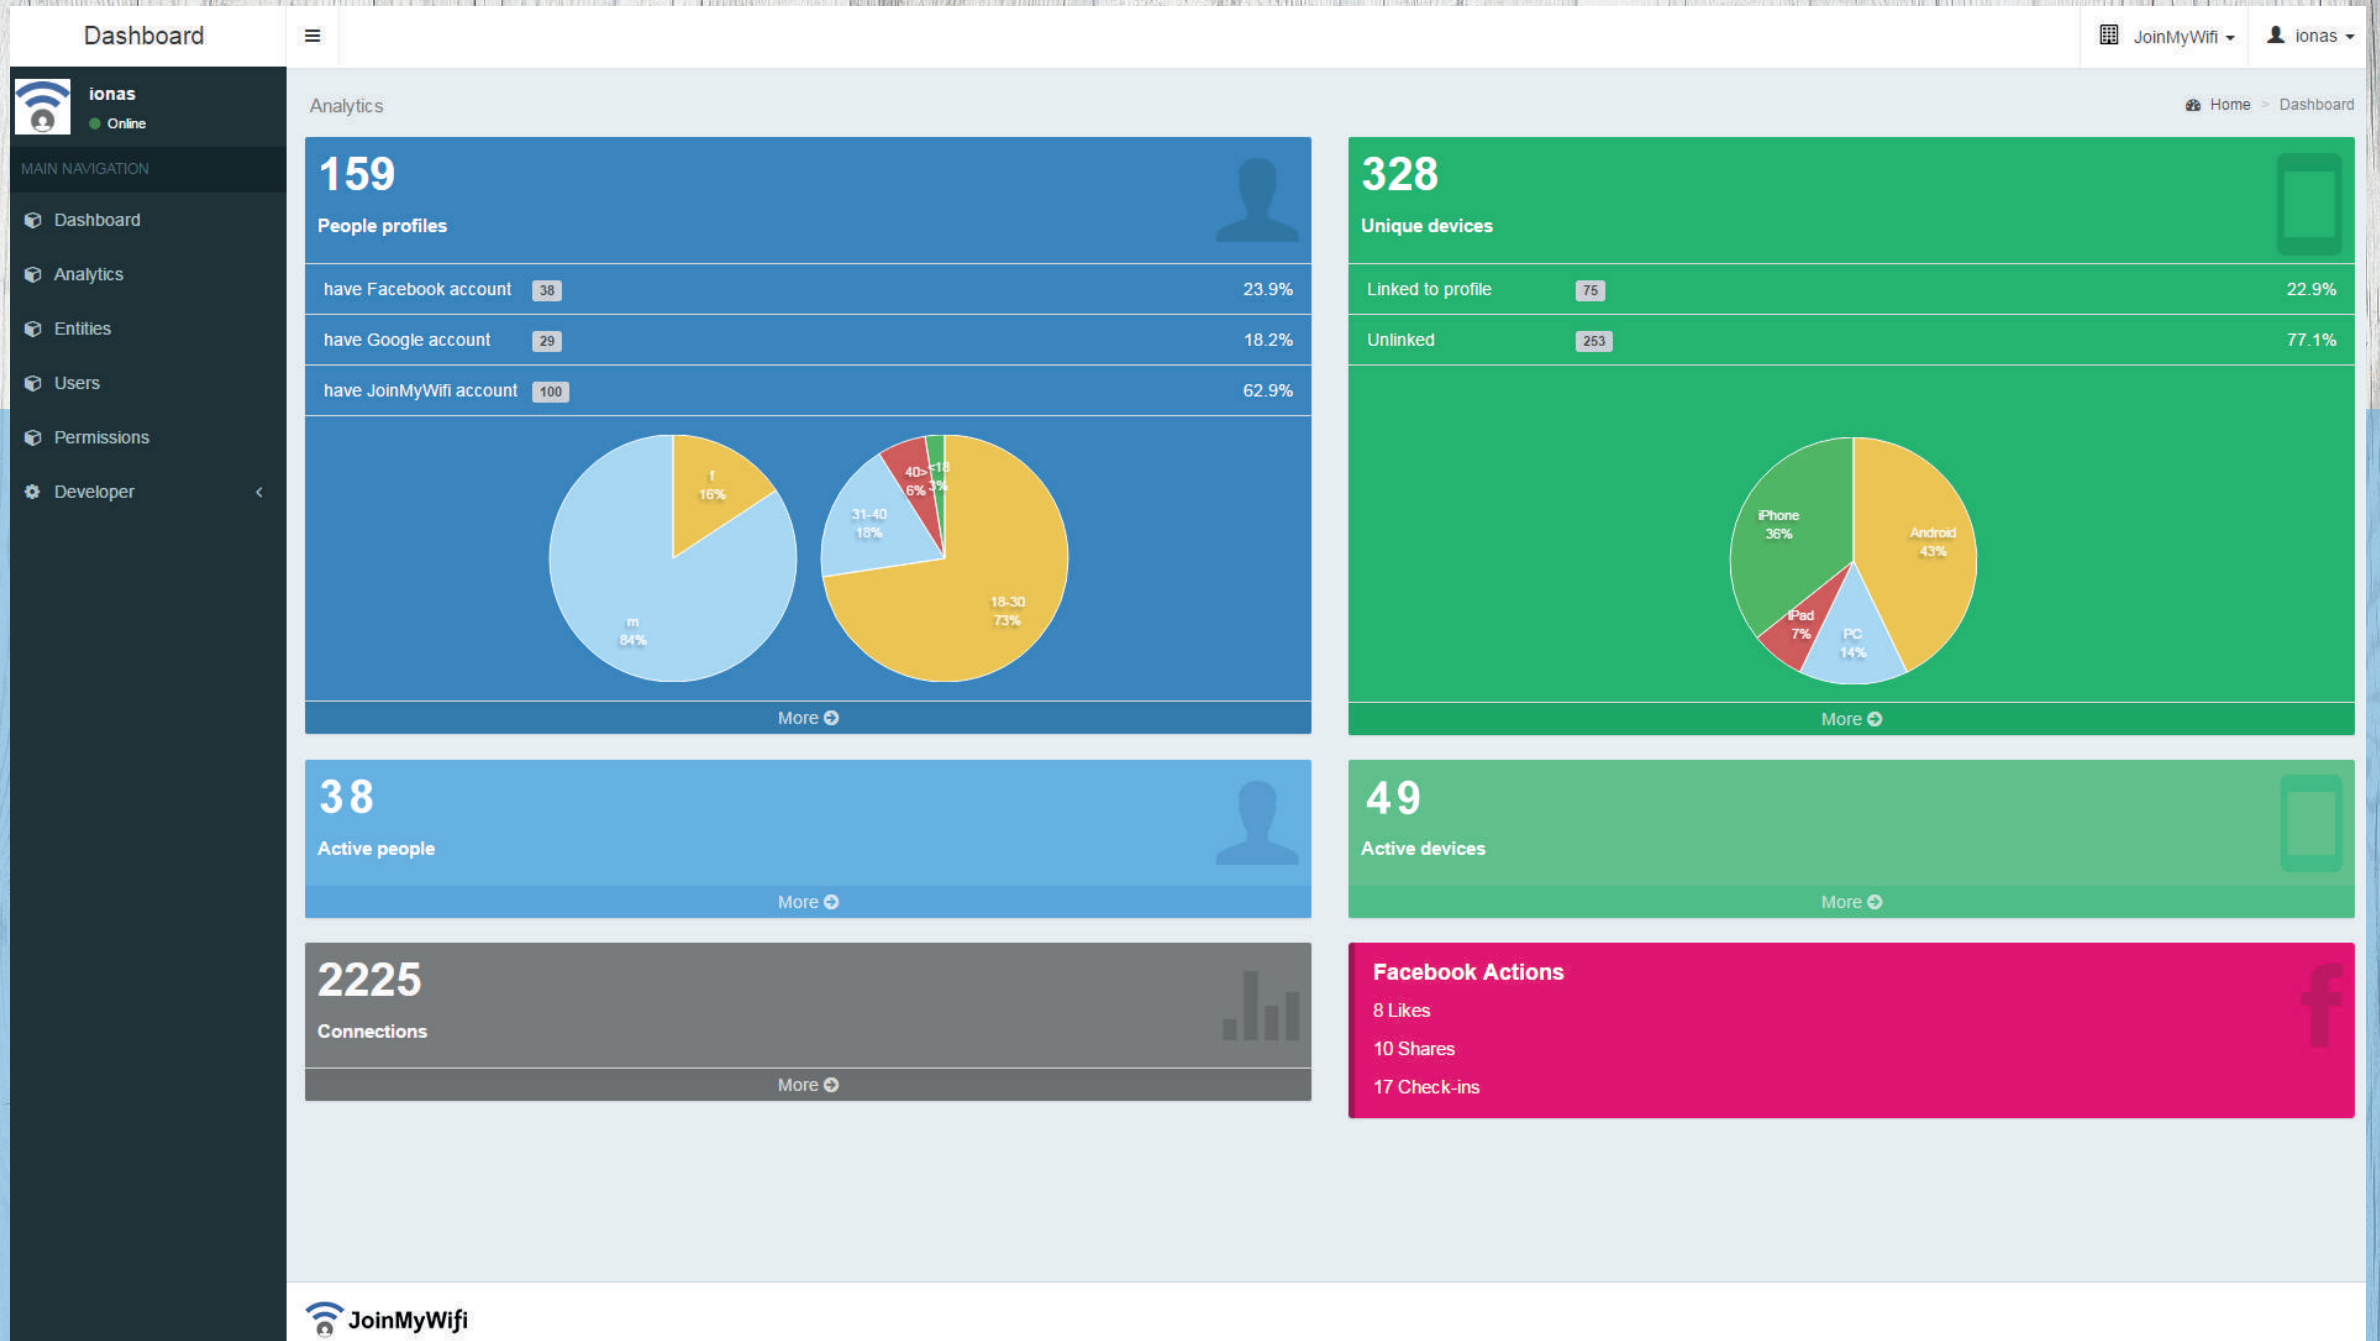 Dashboard
JoinMyWifi
ionas
ionas
Online
MAIN NAVIGATION
Dashboard
Analytics
Entities
Users
Permissions
Developer
Analytics
Home > Dashboard
159
People profiles
have Facebook account 38 23.9%
have Google account 29 18.2%
have JoinMyWifi account 100 62.9%
f
16%
m
84%
40>
6%
<18
3%
31-40
18%
18-30
73%
More
328
Unique devices
Linked to profile 75 22.9%
Unlinked 253 77.1%
iPhone
36%
Android
43%
iPad
7%
PC
14%
More
38
Active people
More
49
Active devices
More
2225
Connections
More
Facebook Actions
8 Likes
10 Shares
17 Check-ins
JoinMyWifi